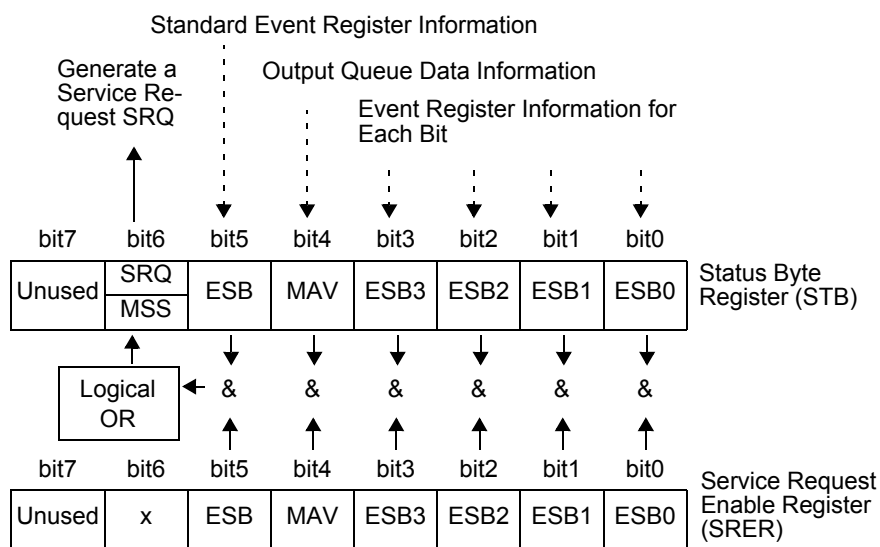 Standard Event Register Information
Generate a
Service Re-
quest SRQ
Output Queue Data Information
Event Register Information for
Each Bit
bit7 bit6 bit5 bit4 bit3 bit2 bit1 bit0
Unused SRQ MSS ESB MAV ESB3 ESB2 ESB1 ESB0
Status Byte
Register (STB)
Logical
OR
& & & & & &
bit7 bit6 bit5 bit4 bit3 bit2 bit1 bit0
Unused x ESB MAV ESB3 ESB2 ESB1 ESB0
Service Request
Enable Register
(SRER)